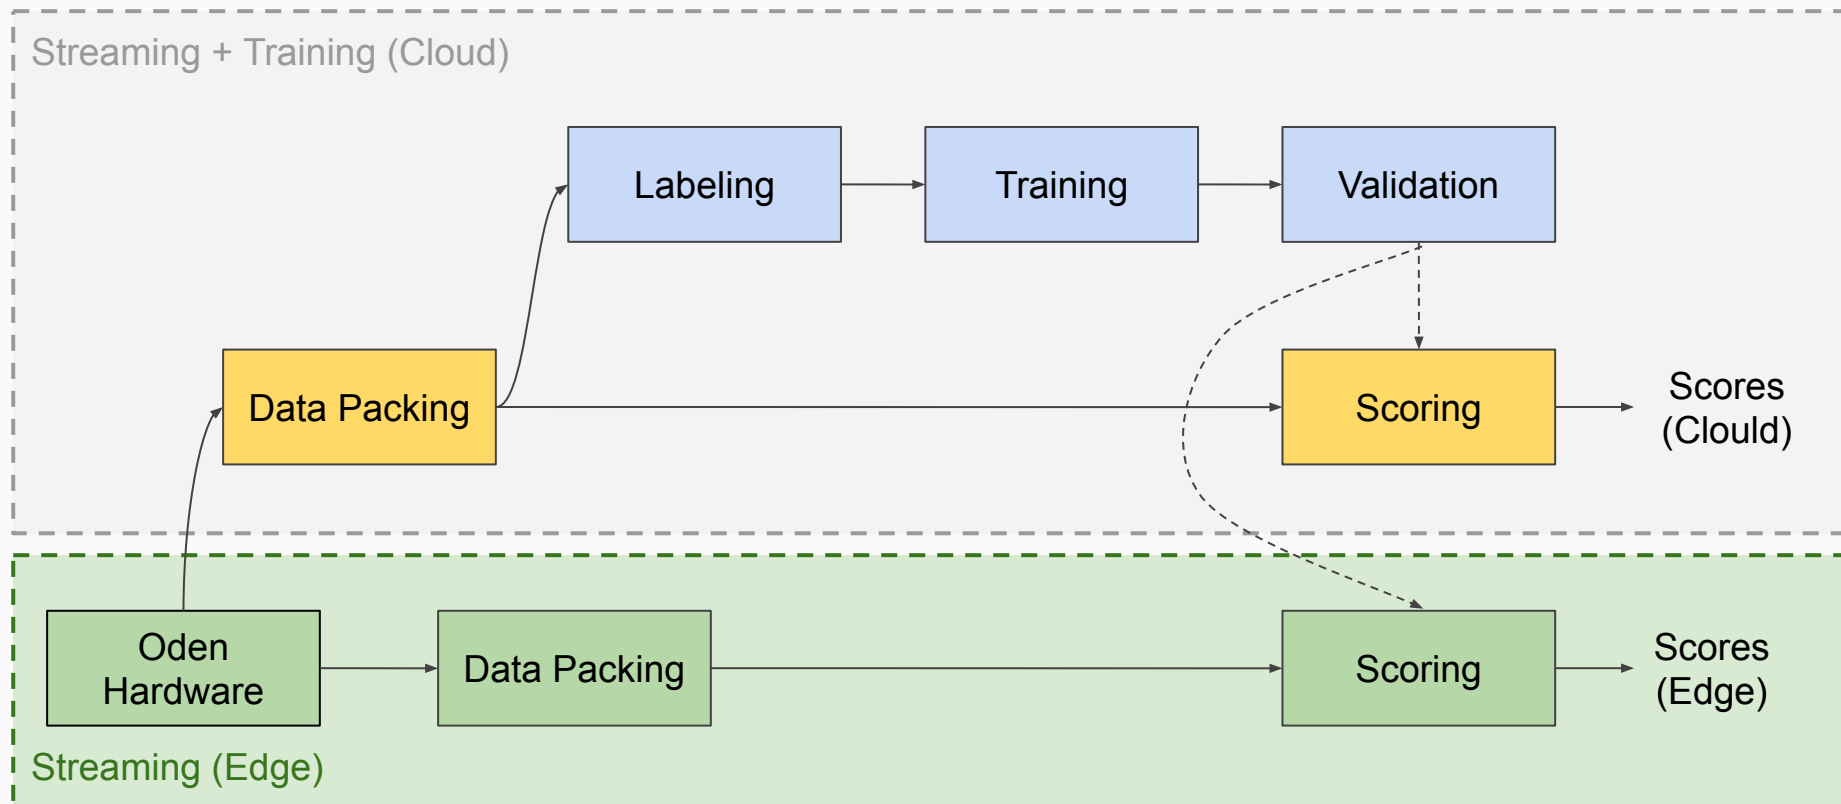 Streaming + Training (Cloud)
Labeling
Training
Validation
Data Packing
Scoring
Scores
(Clould)
Oden
Hardware
Data Packing
Scoring
Scores
(Edge)
Streaming (Edge)